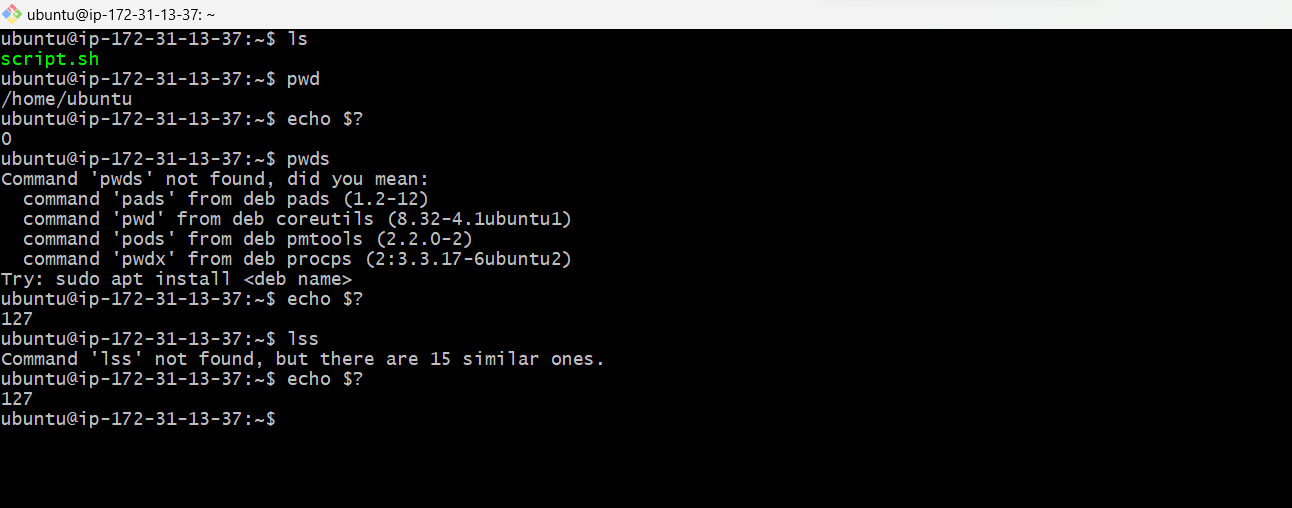 ubuntu@ip-172-31-13-37: ~
ubuntu@ip-172-31-13-37:~$ ls
script.sh
ubuntu@ip-172-31-13-37:~$ pwd
/home/ubuntu
ubuntu@ip-172-31-13-37:~$ echo $?
0
ubuntu@ip-172-31-13-37:~$ pwds
Command 'pwds' not found, did you mean:
  command 'pads' from deb pads (1.2-12)
  command 'pwd' from deb coreutils (8.32-4.1ubuntu1)
  command 'pods' from deb pmtools (2.2.0-2)
  command 'pwdx' from deb procps (2:3.3.17-6ubuntu2)
Try: sudo apt install <deb name>
ubuntu@ip-172-31-13-37:~$ echo $?
127
ubuntu@ip-172-31-13-37:~$ lss
Command 'lss' not found, but there are 15 similar ones.
ubuntu@ip-172-31-13-37:~$ echo $?
127
ubuntu@ip-172-31-13-37:~$